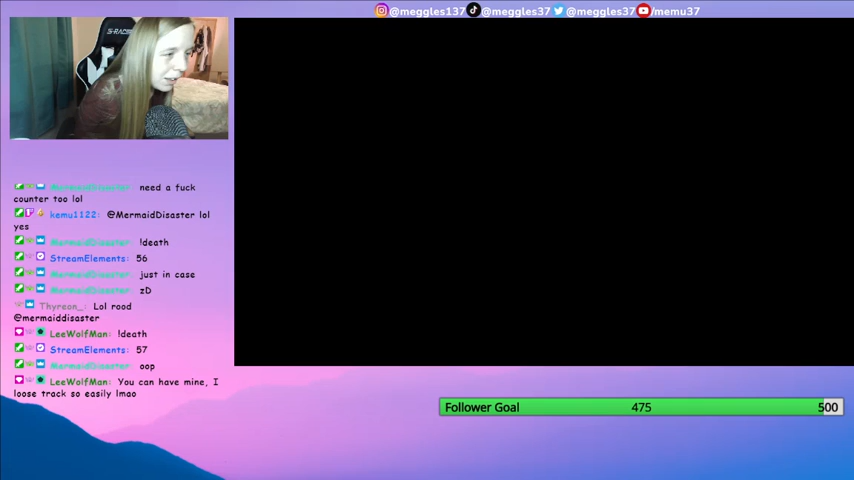 @meggles137 @meggles37 @meggles37 /memu37
S-RACING
MermaidDisaster: need a fuck
counter too lol
kemu1122: @MermaidDisaster lol
yes
MermaidDisaster: !death
StreamElements: 56
MermaidDisaster: just in case
MermaidDisaster: zD
Thyreon_: Lol rood
@mermaiddisaster
LeeWolfMan: !death
StreamElements: 57
MermaidDisaster: oop
LeeWolfMan: You can have mine, I
loose track so easily lmao
Follower Goal 475 500